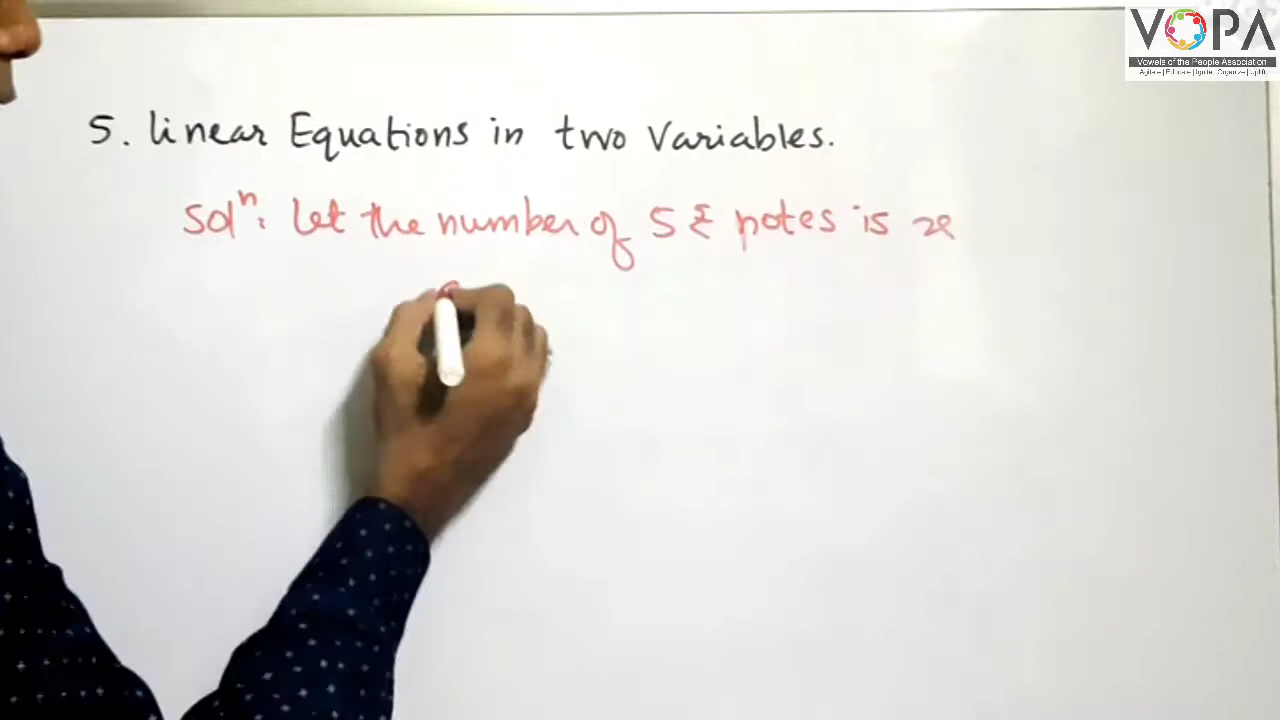 VOPA
Vowels of the People Association
5. Linear Equations in two Variables.
Solⁿ: Let the number of 5 ₹ notes is x